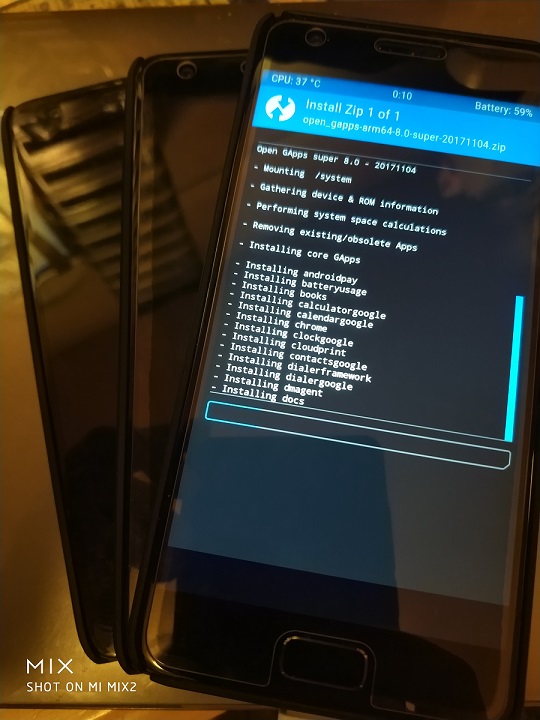 CPU: 37 °C 0:10 Battery: 59%
Install Zip 1 of 1
open_gapps-arm64-8.0-super-20171104.zip
Open GApps super 8.0 - 20171104
- Mounting /system
- Gathering device & ROM information
- Performing system space calculations
- Removing existing/obsolete Apps
- Installing core GApps
- Installing androidpay
- Installing batteryusage
- Installing books
- Installing calculatorgoogle
- Installing calendargoogle
- Installing chrome
- Installing clockgoogle
- Installing cloudprint
- Installing contactsgoogle
- Installing dialerframework
- Installing dialergoogle
- Installing dmagent
- Installing docs
MIX
SHOT ON MI MIX2